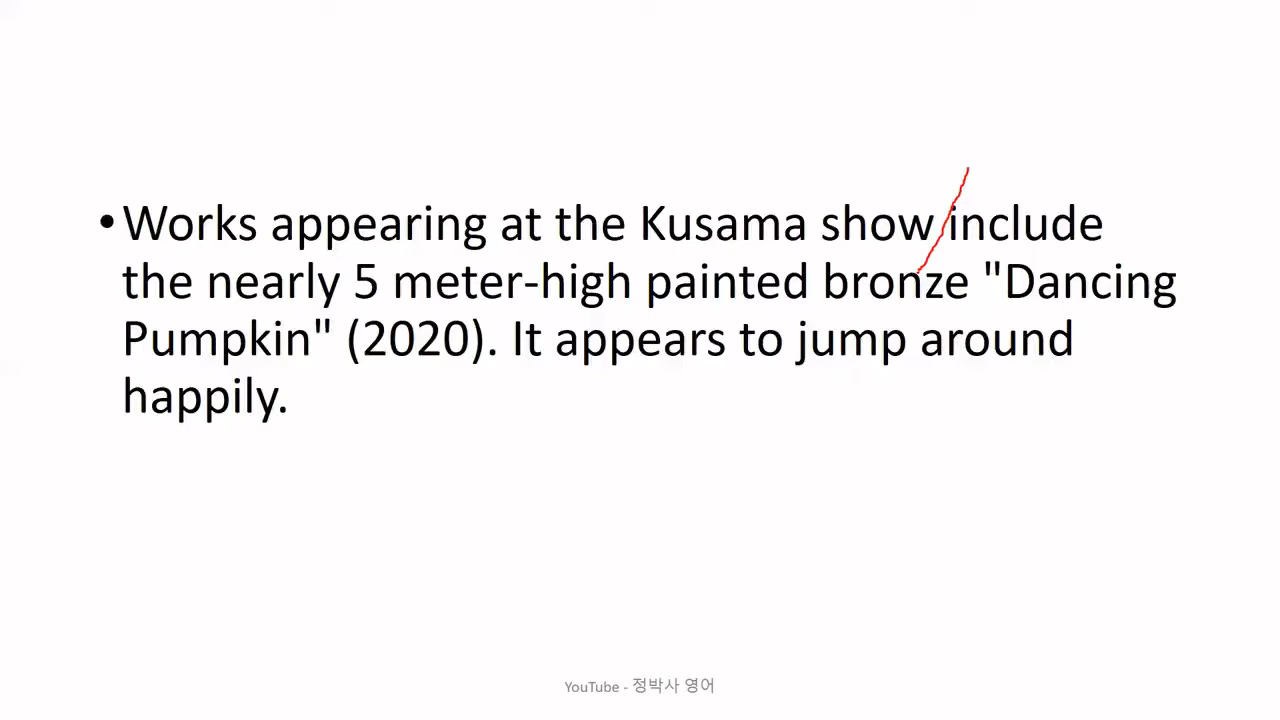 •Works appearing at the Kusama show include
the nearly 5 meter-high painted bronze "Dancing
Pumpkin" (2020). It appears to jump around
happily.
YouTube - 정박사 영어